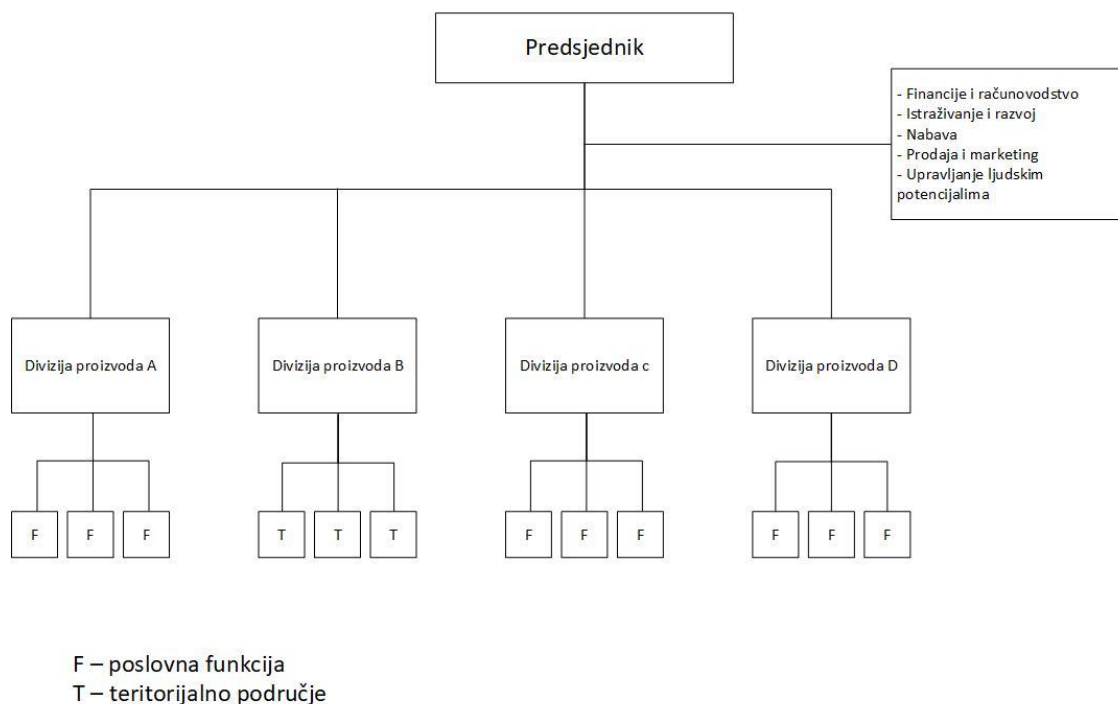 Predsjednik
- Financije i računovodstvo
- Istraživanje i razvoj
- Nabava
- Prodaja i marketing
- Upravljanje ljudskim
potencijalima
Divizija proizvoda A
Divizija proizvoda B
Divizija proizvoda c
Divizija proizvoda D
F F F T T T F F F F F F
F – poslovna funkcija
T – teritorijalno područje